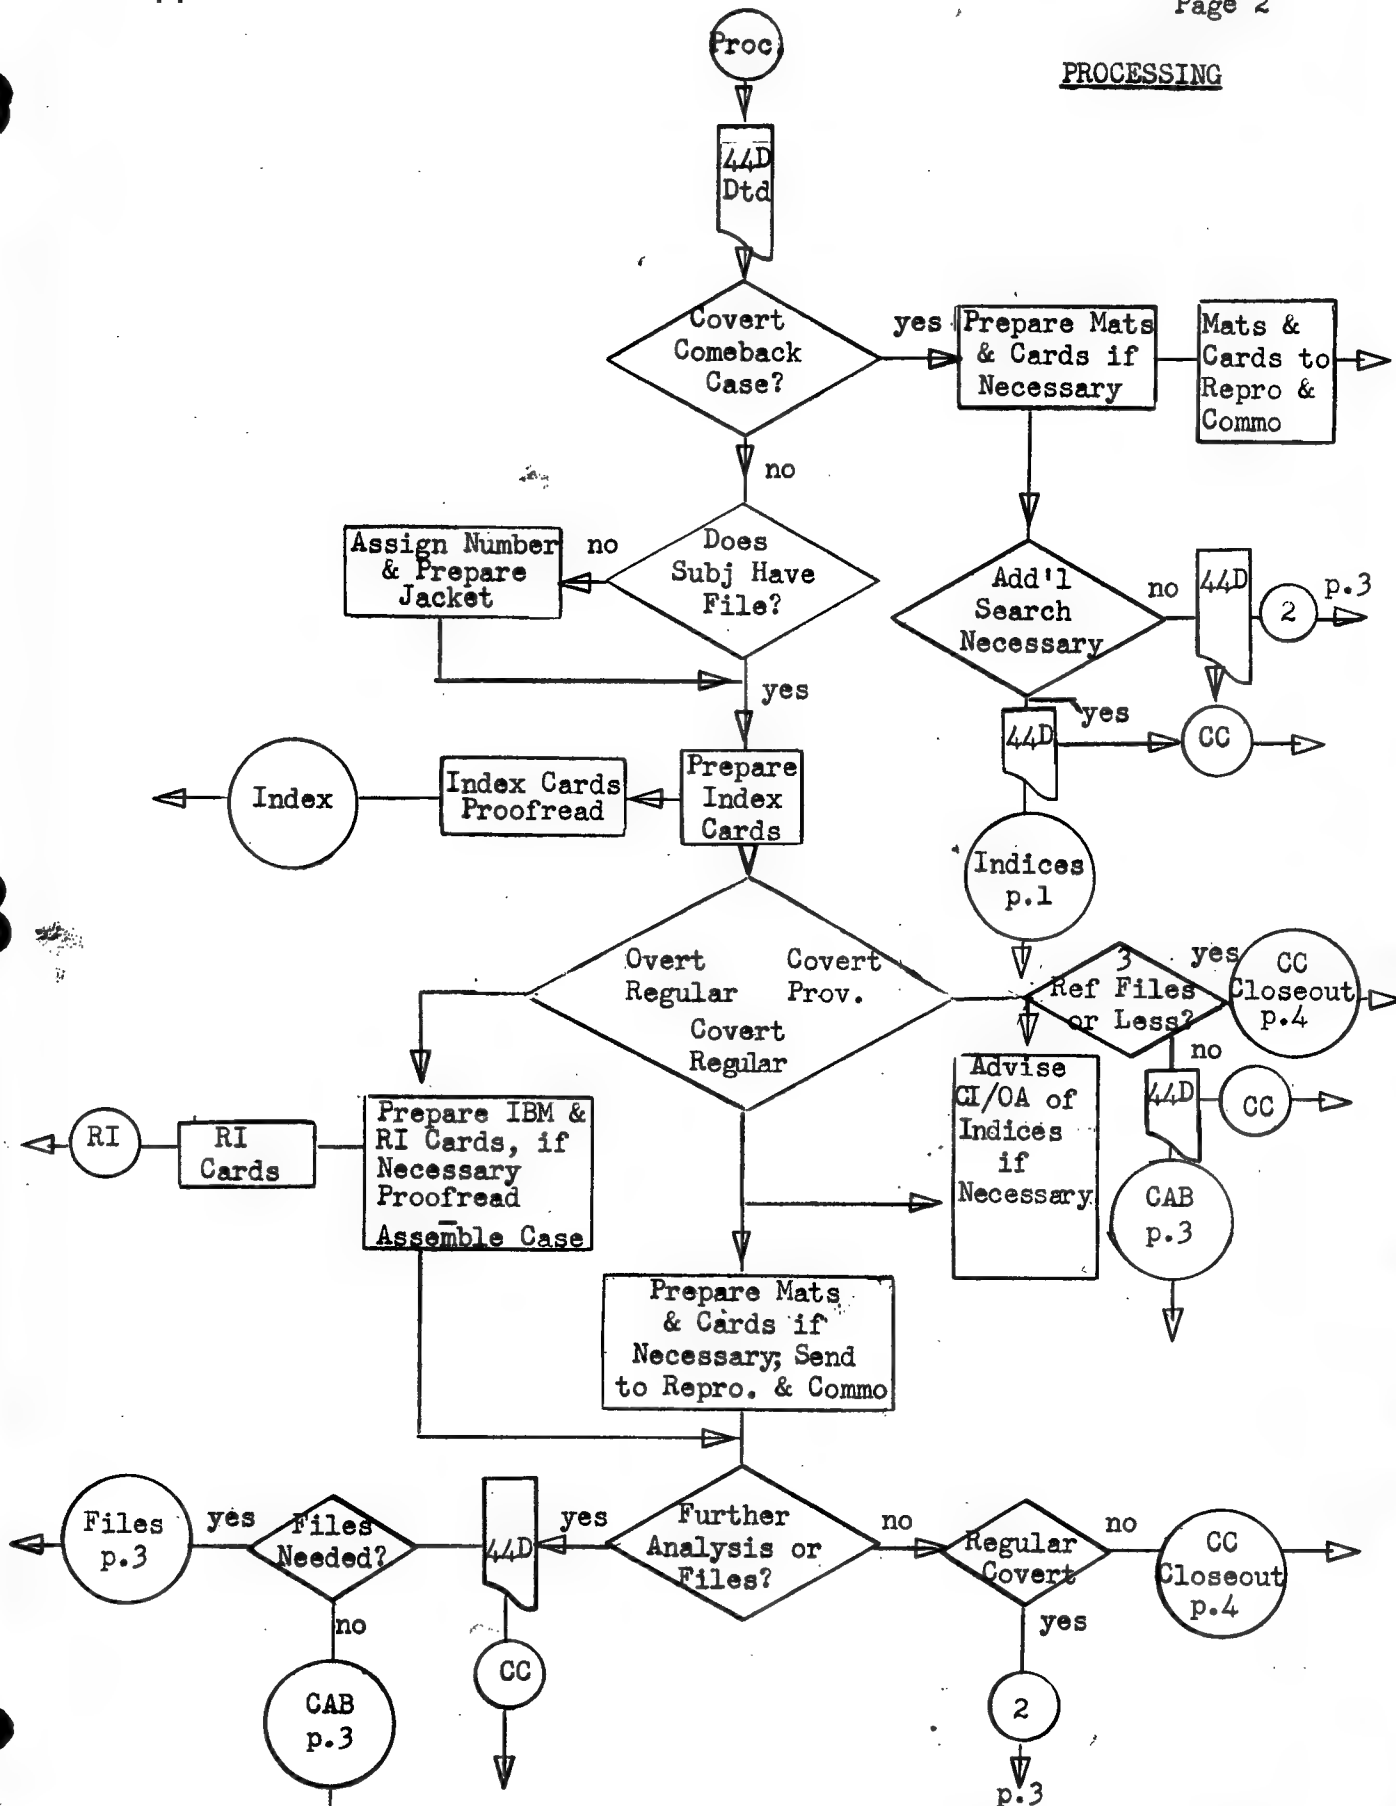 Page 2
PROCESSING
Proc.
44D
Dtd
Covert
Comeback
Case?
yes
Prepare Mats
& Cards if
Necessary
Mats &
Cards to
Repro &
Commo
no
Does
Subj Have
File?
no
Assign Number
& Prepare
Jacket
yes
Add'l
Search
Necessary
no
44D
2
p.3
yes
44D
CC
Prepare
Index
Cards
Index Cards
Proofread
Index
Indices
p.1
Overt
Regular
Covert
Prov.
Covert
Regular
3
Ref Files
or Less?
yes
CC
Closeout
p.4
no
44D
CC
CAB
p.3
Advise
CI/OA of
Indices
if
Necessary
Prepare IBM &
RI Cards, if
Necessary
Proofread
Assemble Case
RI
Cards
RI
Prepare Mats
& Cards if
Necessary; Send
to Repro. & Commo
Further
Analysis or
Files?
yes
44D
CC
Files
Needed?
yes
Files
p.3
no
CAB
p.3
no
Regular
Covert
no
CC
Closeout
p.4
yes
2
p.3